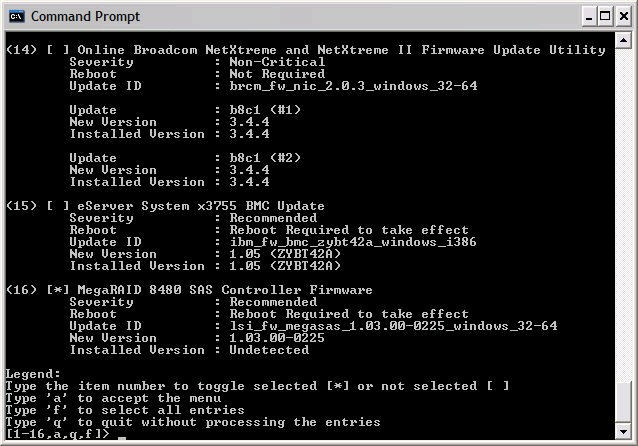 Command Prompt
(14) [ ] Online Broadcom NetXtreme and NetXtreme II Firmware Update Utility
Severity : Non-Critical
Reboot : Not Required
Update ID : brcm_fw_nic_2.0.3_windows_32-64
Update : b8c1 (#1)
New Version : 3.4.4
Installed Version : 3.4.4
Update : b8c1 (#2)
New Version : 3.4.4
Installed Version : 3.4.4
(15) [ ] eServer System x3755 BMC Update
Severity : Recommended
Reboot : Reboot Required to take effect
Update ID : ibm_fw_bmc_zybt42a_windows_i386
New Version : 1.05 (ZYBT42A)
Installed Version : 1.05 (ZYBT42A)
(16) [*] MegaRAID 8480 SAS Controller Firmware
Severity : Recommended
Reboot : Reboot Required to take effect
Update ID : lsi_fw_megasas_1.03.00-0225_windows_32-64
New Version : 1.03.00-0225
Installed Version : Undetected
Legend:
Type the item number to toggle selected [*] or not selected [ ]
Type 'a' to accept the menu
Type 'f' to select all entries
Type 'q' to quit without processing the entries
[1-16,a,q,f]> _